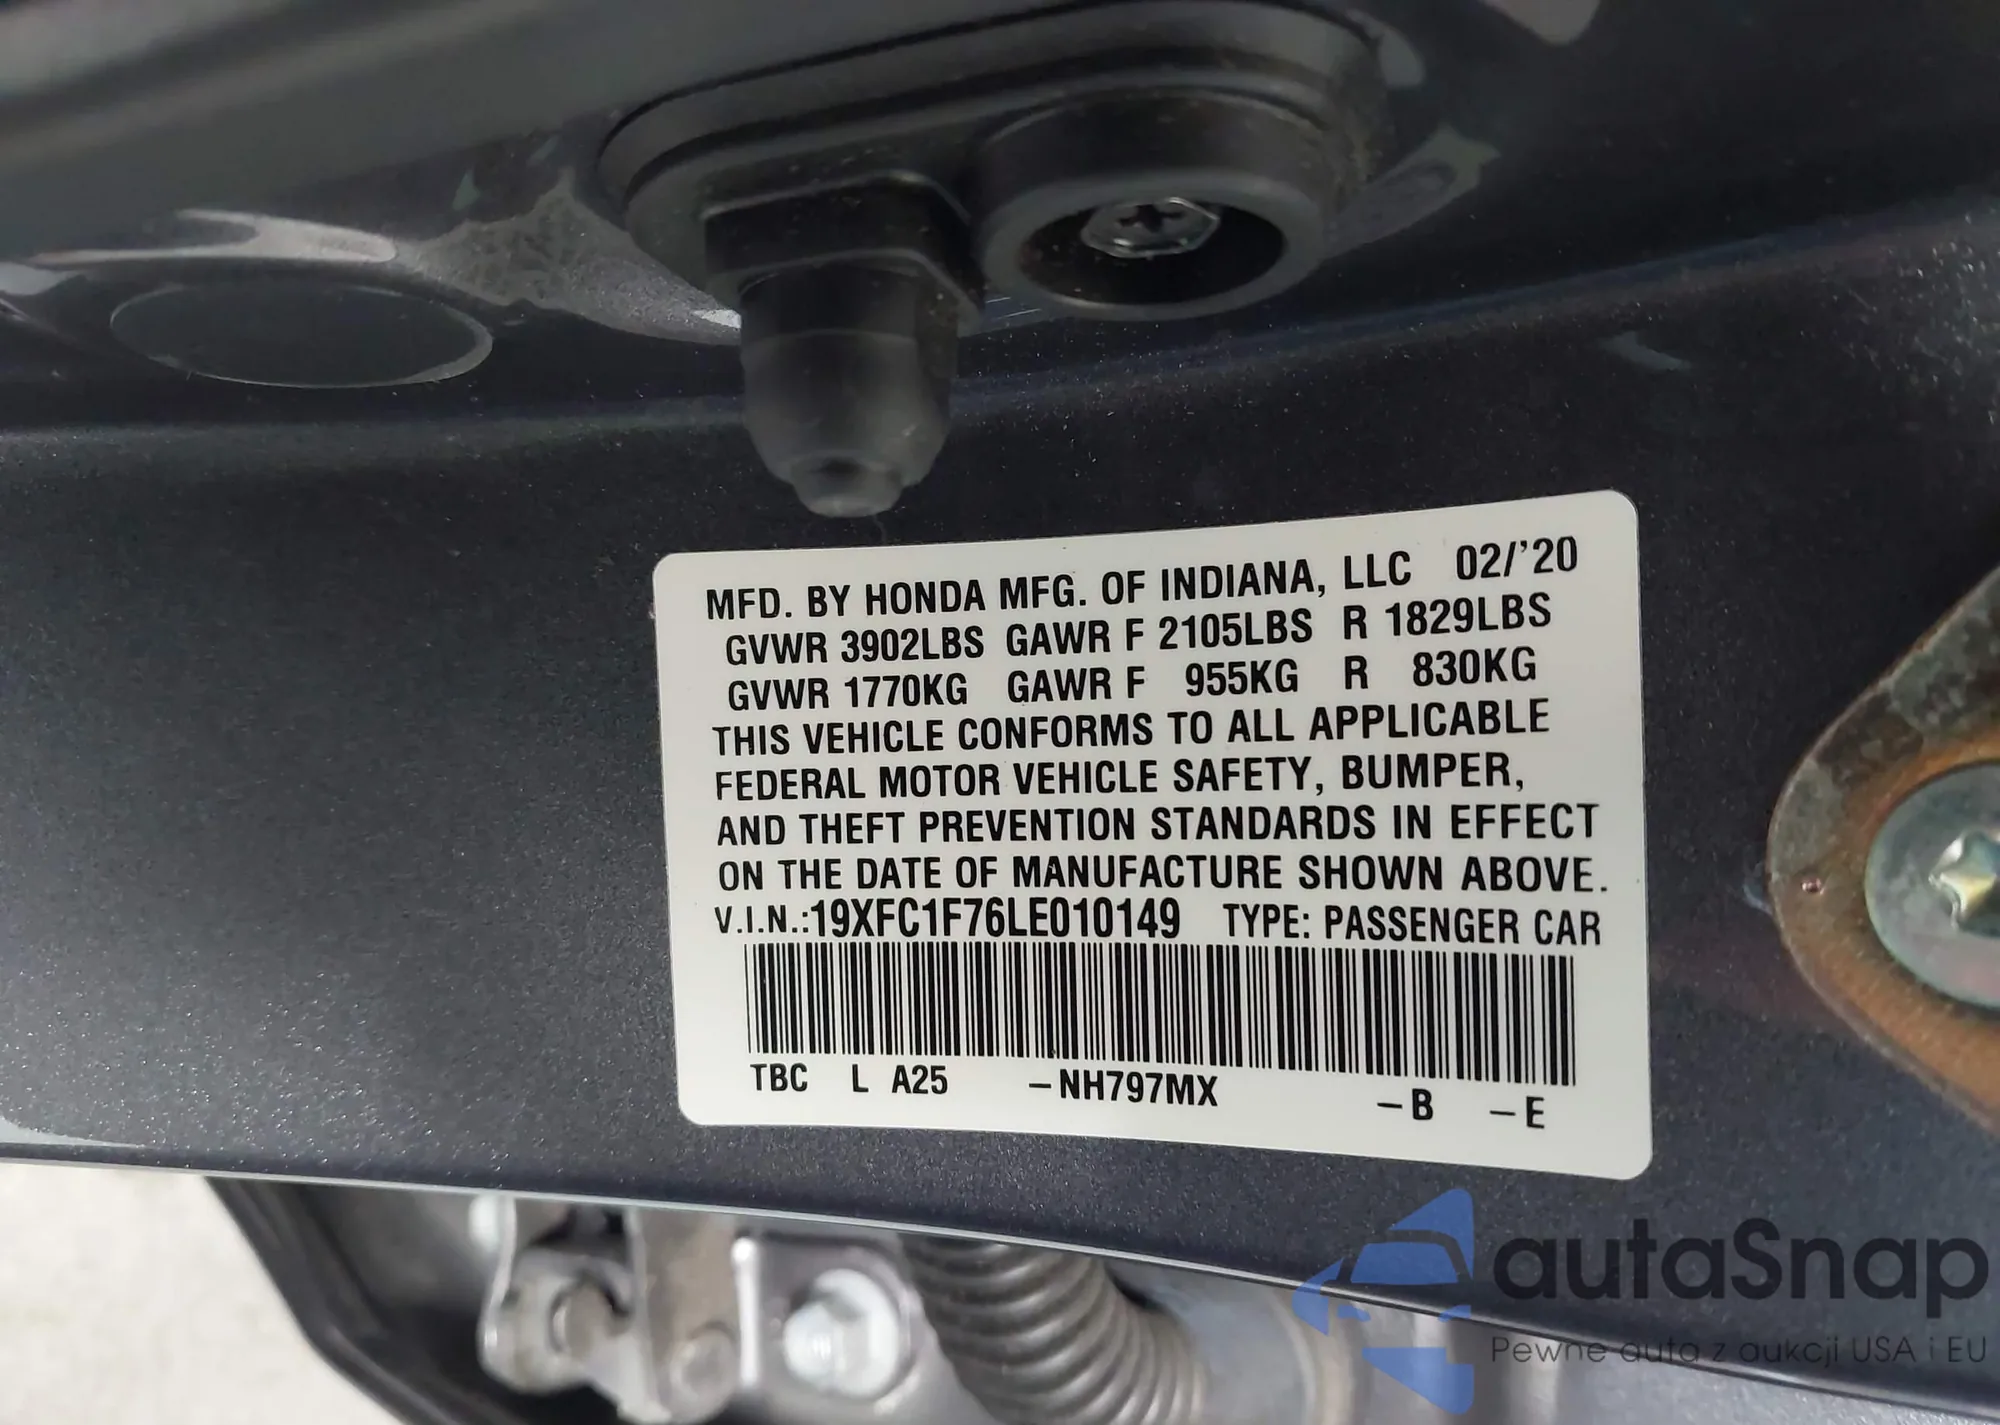 MFD. BY HONDA MFG. OF INDIANA, LLC 02/'20
GVWR 3902LBS GAWR F 2105LBS R 1829LBS
GVWR 1770KG GAWR F 955KG R 830KG
THIS VEHICLE CONFORMS TO ALL APPLICABLE
FEDERAL MOTOR VEHICLE SAFETY, BUMPER,
AND THEFT PREVENTION STANDARDS IN EFFECT
ON THE DATE OF MANUFACTURE SHOWN ABOVE.
V.I.N.:19XFC1F76LE010149 TYPE: PASSENGER CAR
TBC L A25 –NH797MX –B –E
autaSnap
Pewne auta z aukcji USA i EU